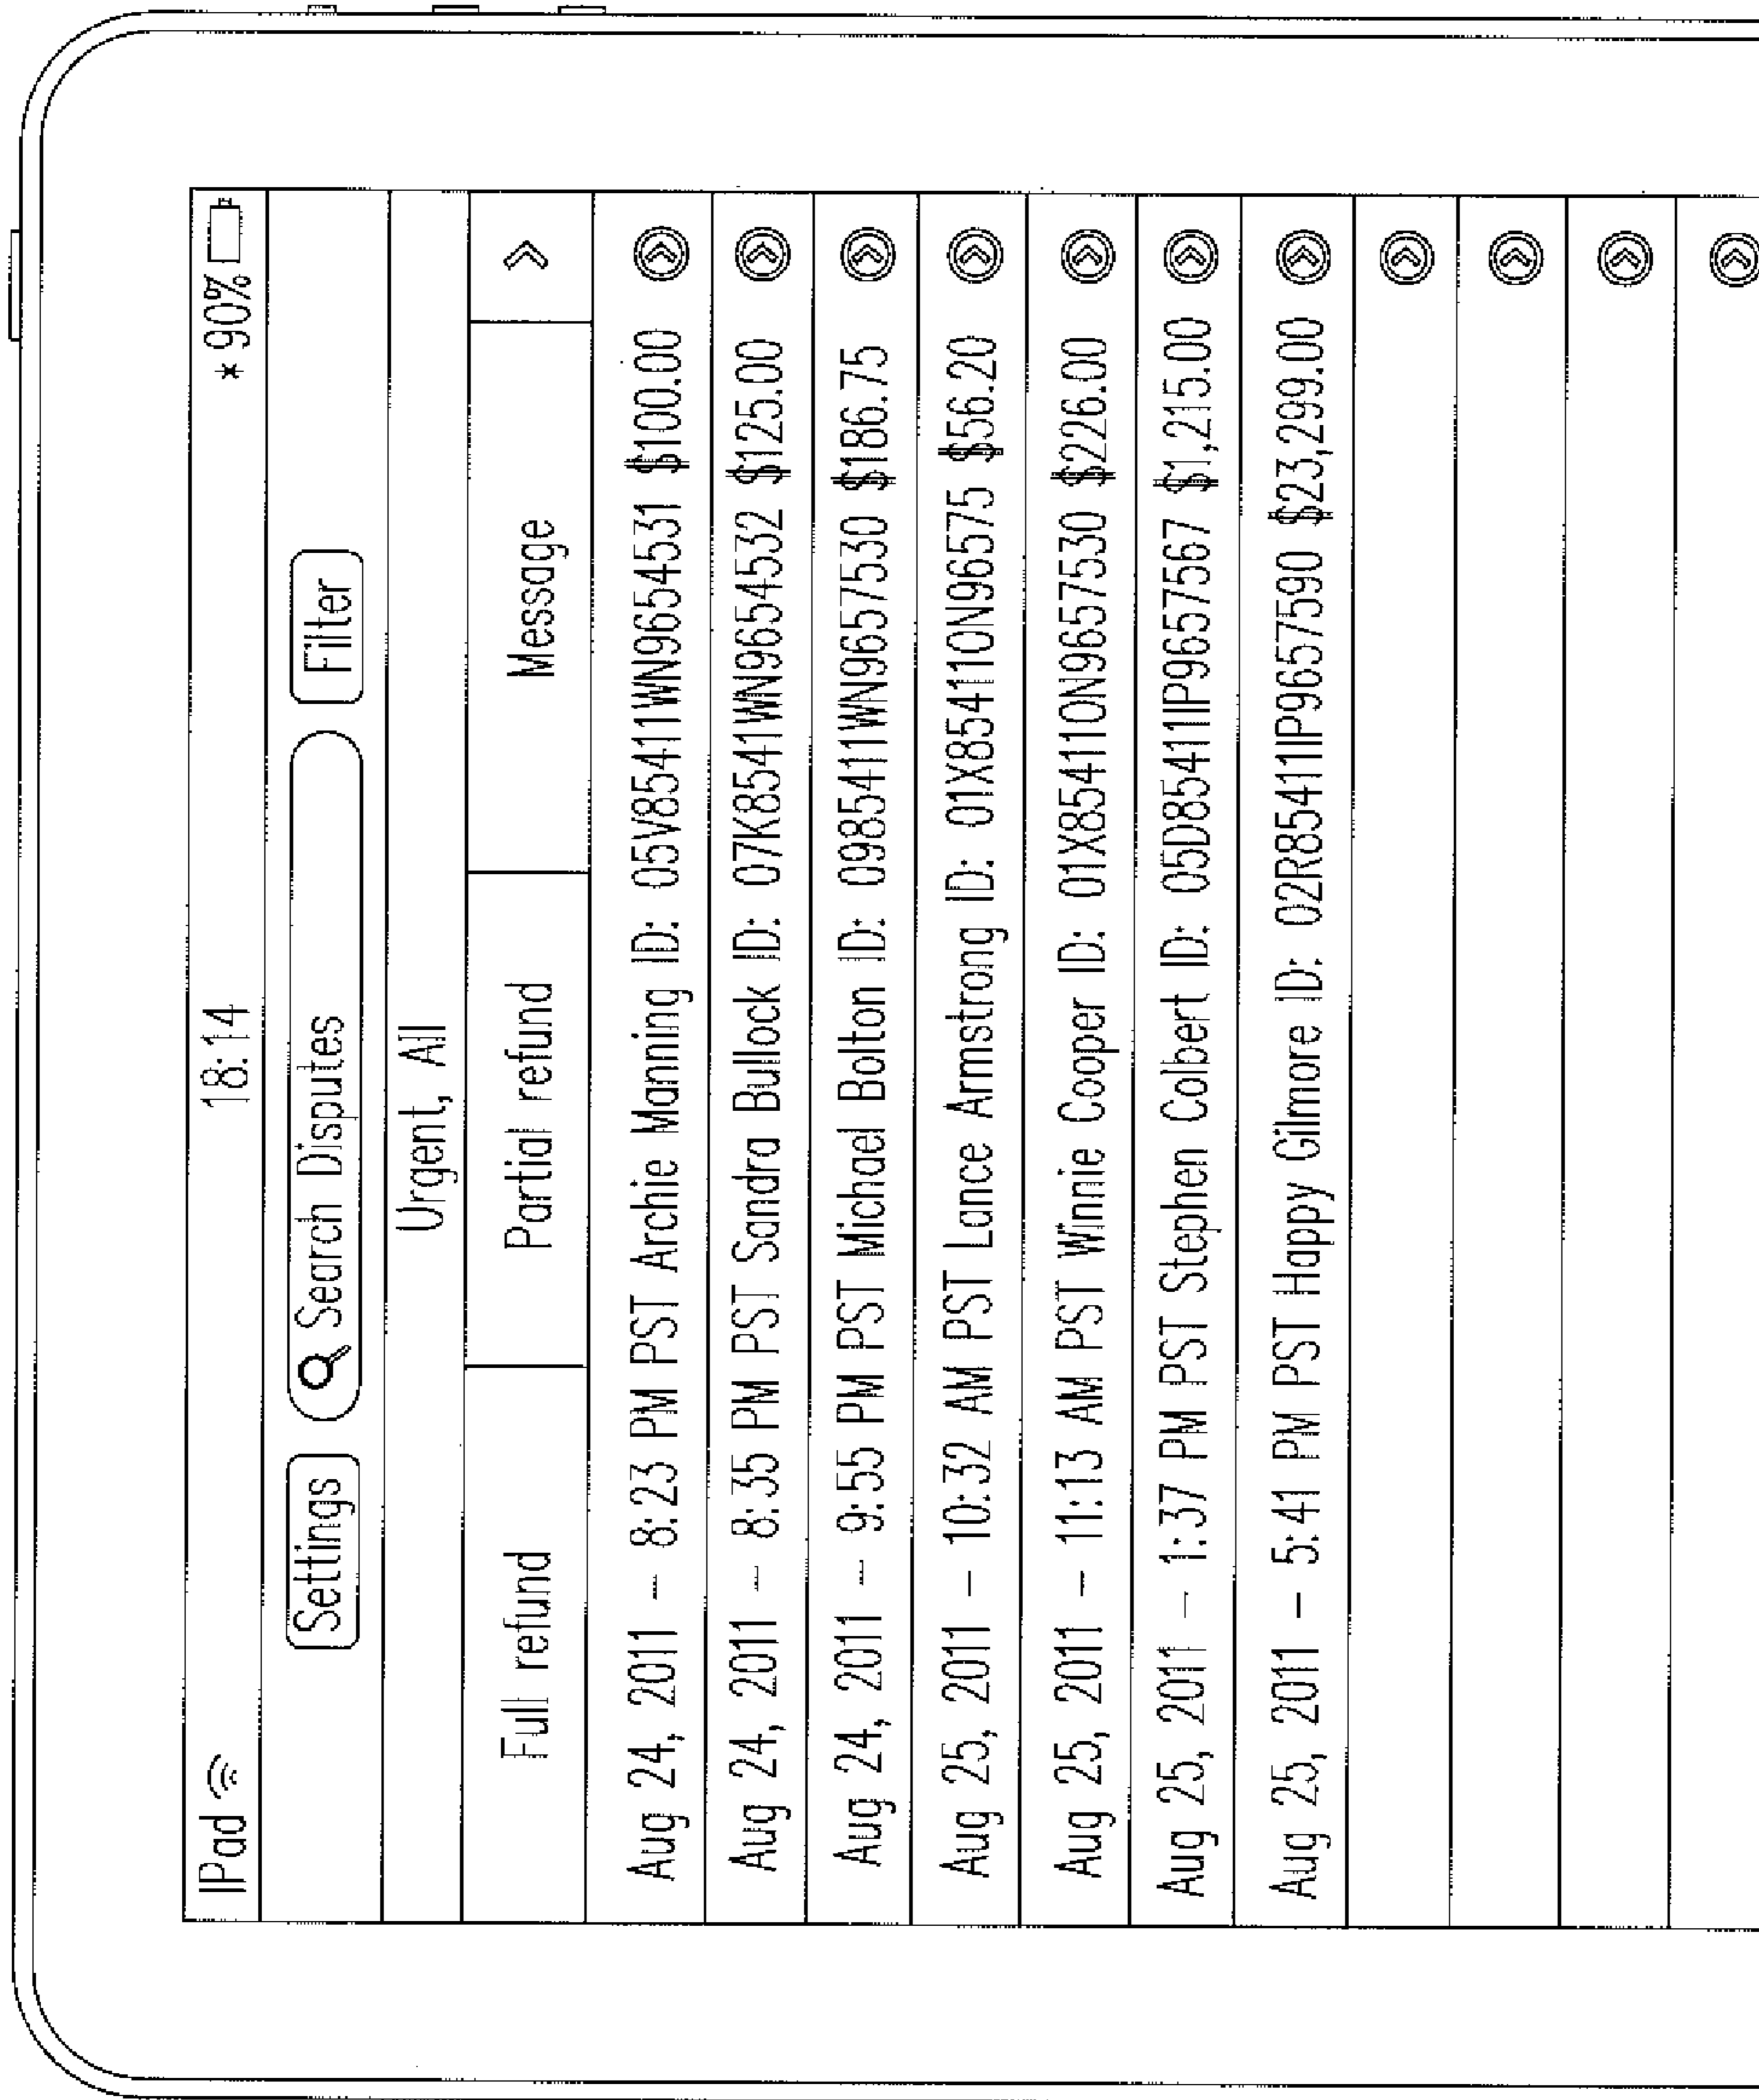 IPad 18:14 * 90%
Settings Search Disputes Filter
Urgent, All
Full refund Partial refund Message >
Aug 24, 2011 – 8:23 PM PST Archie Manning ID: 05V85411WN9654531 $100.00
Aug 24, 2011 – 8:35 PM PST Sandra Bullock ID: 07K8541WN9654532 $125.00
Aug 24, 2011 – 9:55 PM PST Michael Bolton ID: 0985411WN9657530 $186.75
Aug 25, 2011 – 10:32 AM PST Lance Armstrong ID: 01X85411ON96575 $56.20
Aug 25, 2011 – 11:13 AM PST Winnie Cooper ID: 01X85411ON9657530 $226.00
Aug 25, 2011 – 1:37 PM PST Stephen Colbert ID: 05D85411IP9657567 $1,215.00
Aug 25, 2011 – 5:41 PM PST Happy Gilmore ID: 02R85411IP9657590 $23,299.00